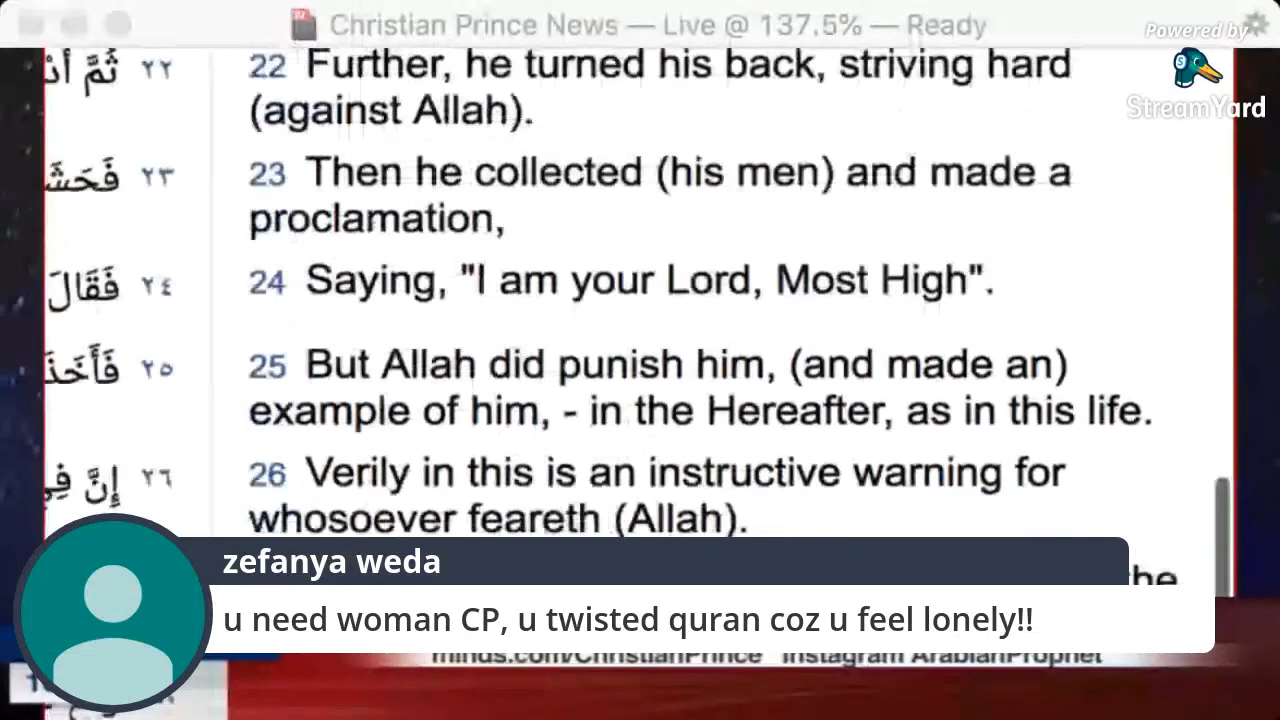 Christian Prince News — Live @ 137.5% — Ready
Powered by
StreamYard
22 Further, he turned his back, striving hard
(against Allah).
٢٢ ثُمَّ
23 Then he collected (his men) and made a
proclamation,
٢٣
24 Saying, "I am your Lord, Most High".
٢٤ فَقَالَ
25 But Allah did punish him, (and made an)
example of him, - in the Hereafter, as in this life.
٢٥
26 Verily in this is an instructive warning for
whosoever feareth (Allah).
٢٦ إِنَّ فِي
zefanya weda
u need woman CP, u twisted quran coz u feel lonely!!
minds.com/ChristianPrince Instagram ArabianProphet